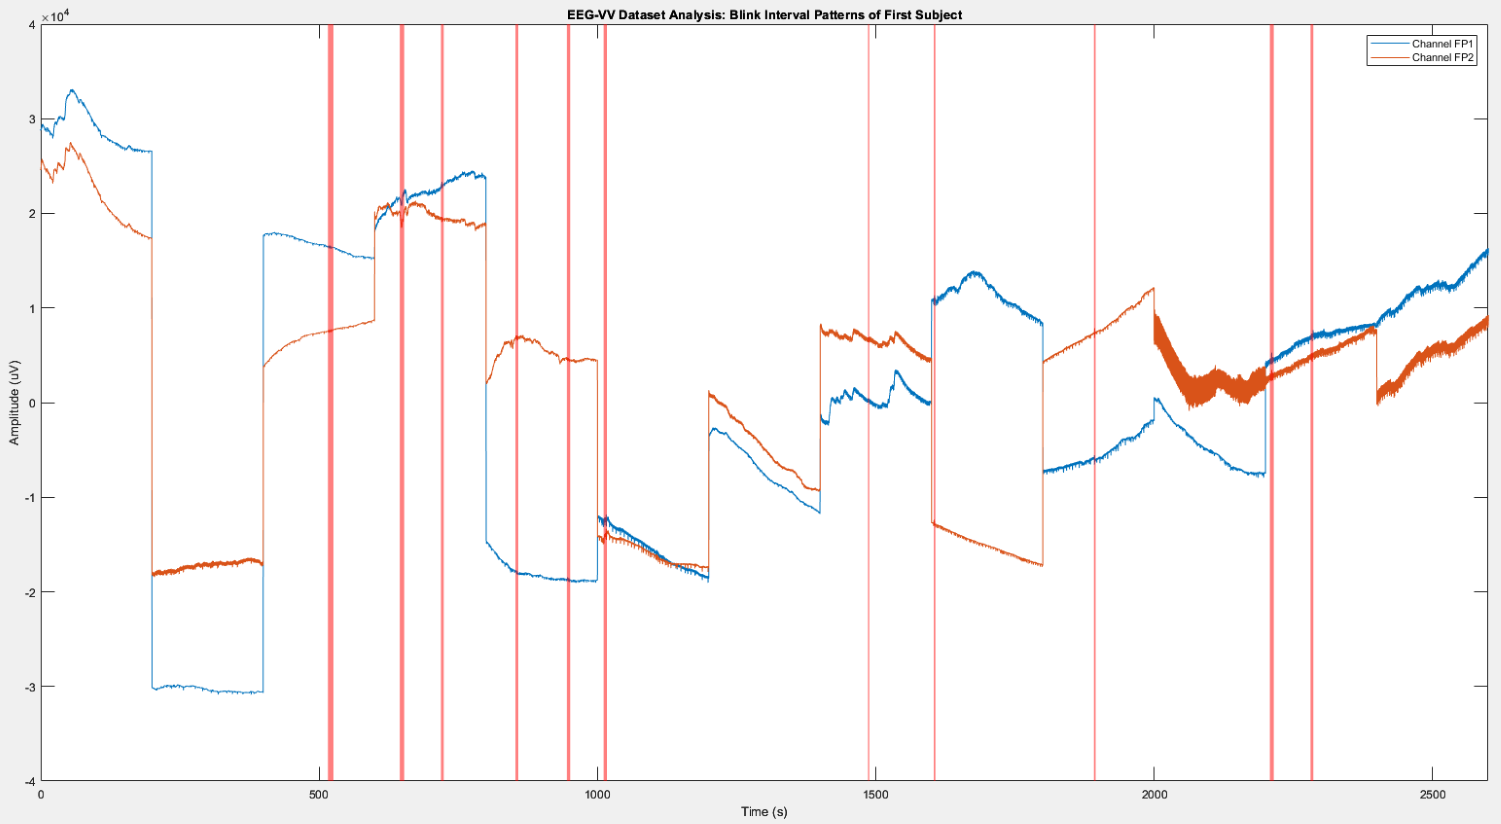 EEG-VV Dataset Analysis: Blink Interval Patterns of First Subject
×10⁴
Channel FP1
Channel FP2
4
3
2
1
0
-1
-2
-3
-4
Amplitude (uV)
0 500 1000 1500 2000 2500
Time (s)